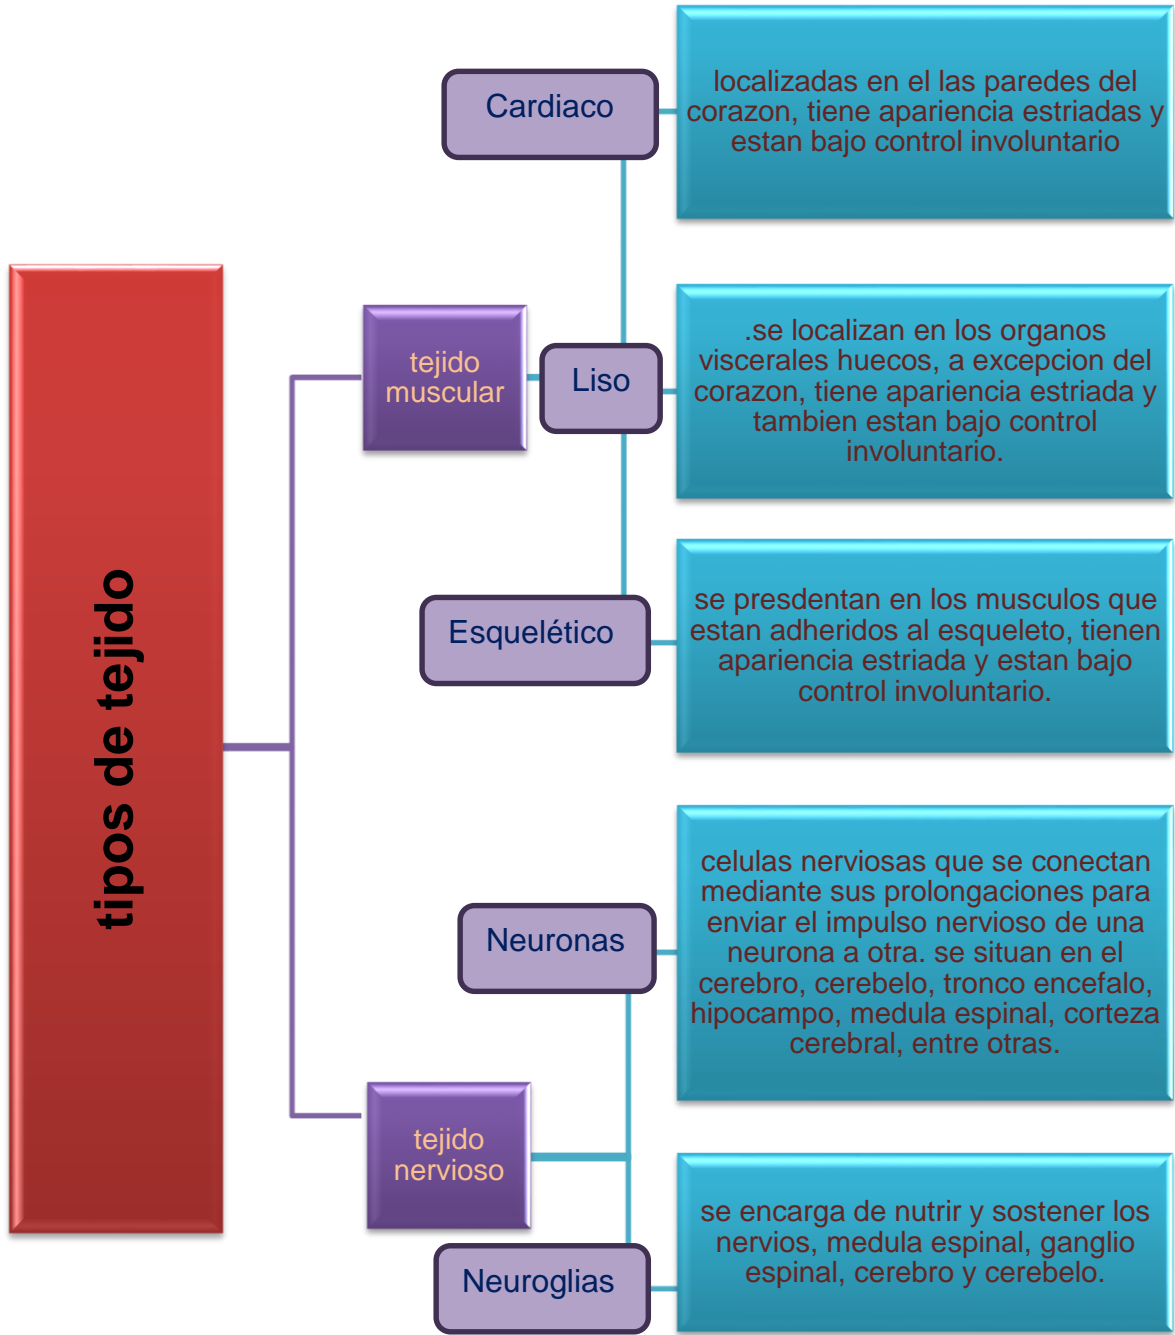 tipos de tejido
tejido
muscular
Cardiaco
localizadas en el las paredes del
corazon, tiene apariencia estriadas y
estan bajo control involuntario
Liso
.se localizan en los organos
viscerales huecos, a excepcion del
corazon, tiene apariencia estriada y
tambien estan bajo control
involuntario.
Esquelético
se presdentan en los musculos que
estan adheridos al esqueleto, tienen
apariencia estriada y estan bajo
control involuntario.
tejido
nervioso
Neuronas
celulas nerviosas que se conectan
mediante sus prolongaciones para
enviar el impulso nervioso de una
neurona a otra. se situan en el
cerebro, cerebelo, tronco encefalo,
hipocampo, medula espinal, corteza
cerebral, entre otras.
Neuroglias
se encarga de nutrir y sostener los
nervios, medula espinal, ganglio
espinal, cerebro y cerebelo.